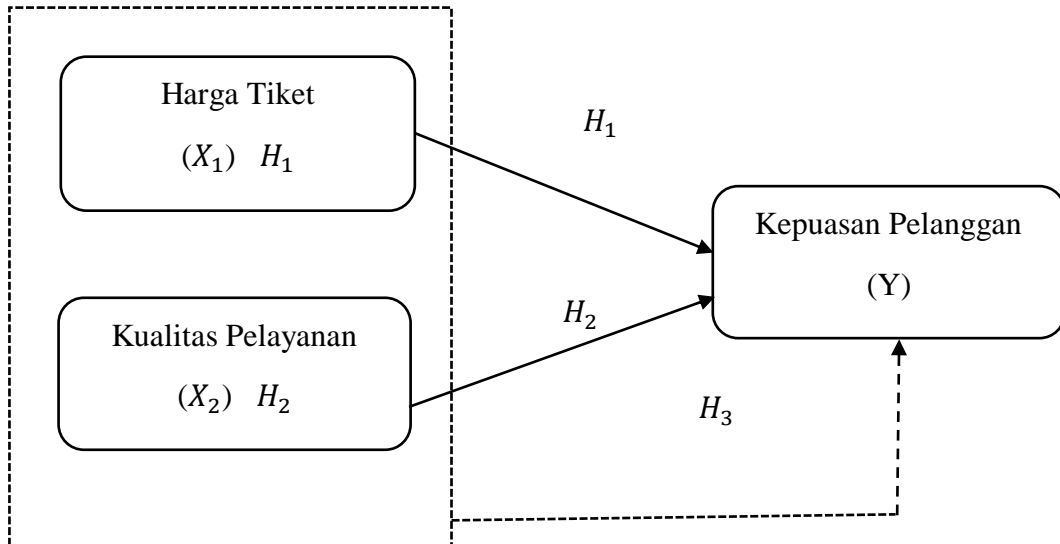 Harga Tiket
(𝑋₁) 𝐻₁
𝐻₁
Kepuasan Pelanggan
(Y)
Kualitas Pelayanan
(𝑋₂) 𝐻₂
𝐻₂
𝐻₃